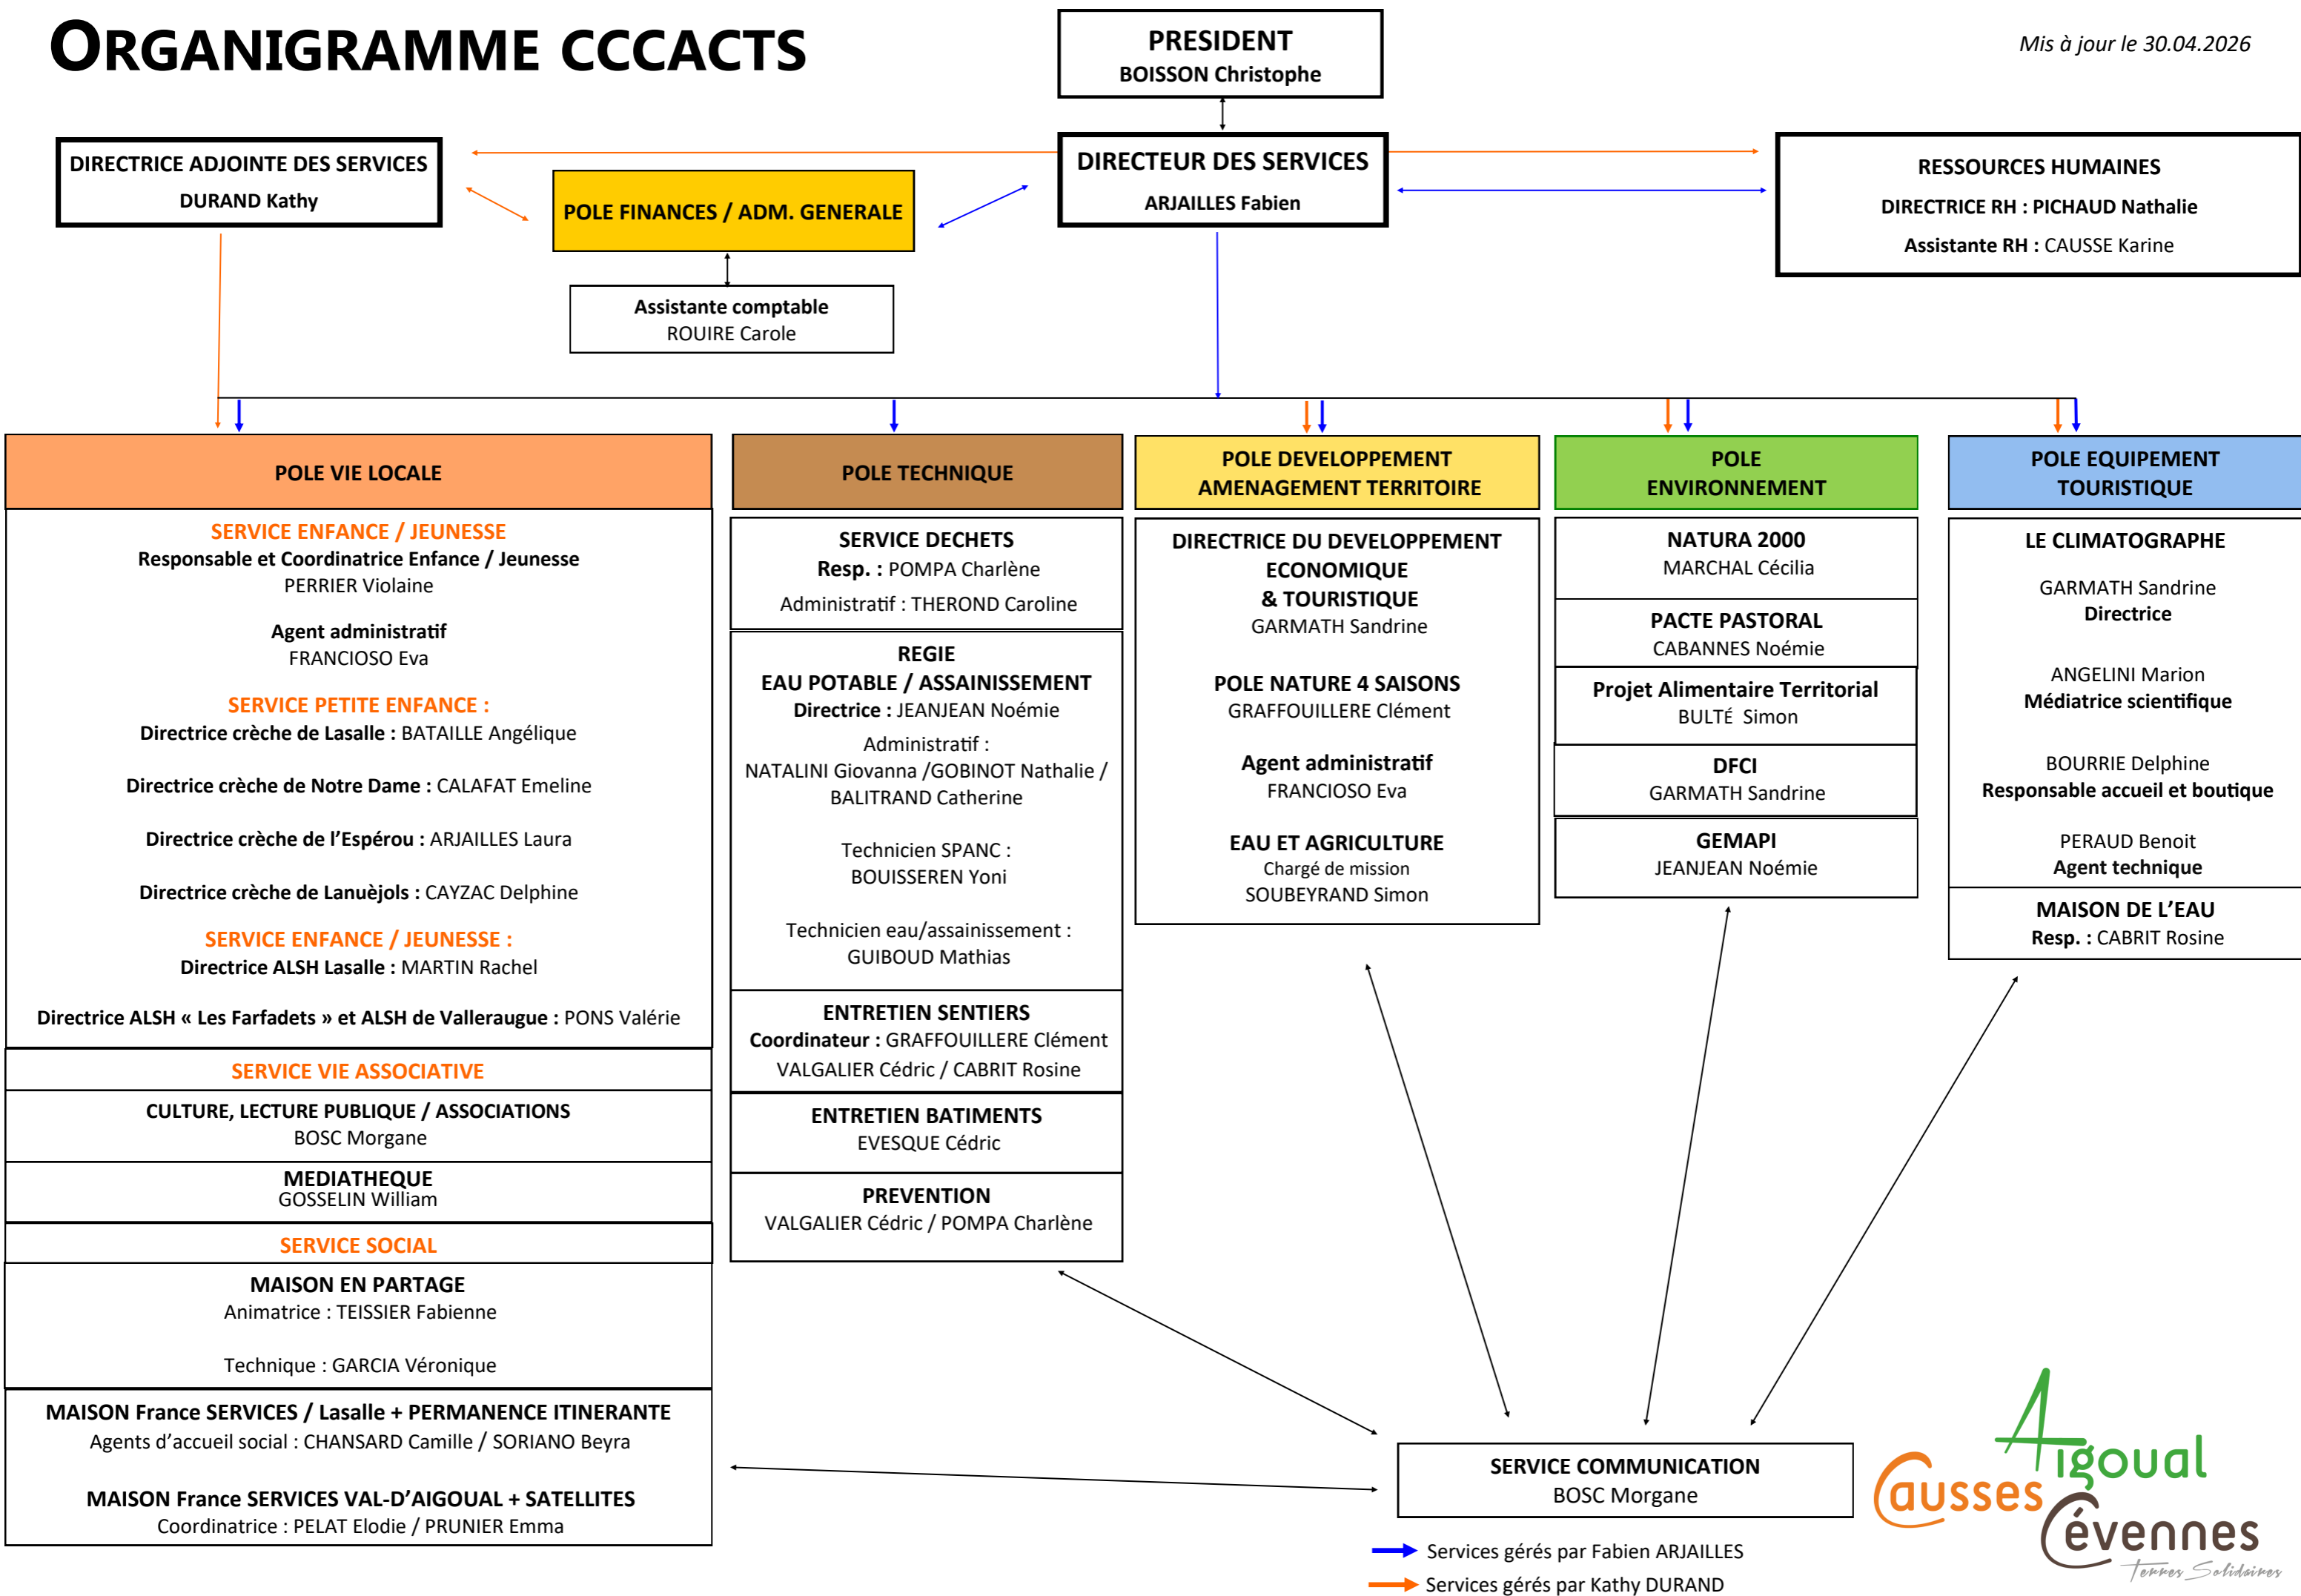 ORGANIGRAMME CCCACTS
PRESIDENT
BOISSON Christophe
Mis à jour le 30.04.2026
DIRECTRICE ADJOINTE DES SERVICES
DURAND Kathy
POLE FINANCES / ADM. GENERALE
Assistante comptable
ROUIRE Carole
DIRECTEUR DES SERVICES
ARJAILLES Fabien
RESSOURCES HUMAINES
DIRECTRICE RH : PICHAUD Nathalie
Assistante RH : CAUSSE Karine
POLE VIE LOCALE
SERVICE ENFANCE / JEUNESSE
Responsable et Coordinatrice Enfance / Jeunesse
PERRIER Violaine
Agent administratif
FRANCIOSO Eva
SERVICE PETITE ENFANCE :
Directrice crèche de Lasalle : BATAILLE Angélique
Directrice crèche de Notre Dame : CALAFAT Emeline
Directrice crèche de l’Espérou : ARJAILLES Laura
Directrice crèche de Lanuèjols : CAYZAC Delphine
SERVICE ENFANCE / JEUNESSE :
Directrice ALSH Lasalle : MARTIN Rachel
Directrice ALSH « Les Farfadets » et ALSH de Valleraugue : PONS Valérie
SERVICE VIE ASSOCIATIVE
CULTURE, LECTURE PUBLIQUE / ASSOCIATIONS
BOSC Morgane
MEDIATHEQUE
GOSSELIN William
SERVICE SOCIAL
MAISON EN PARTAGE
Animatrice : TEISSIER Fabienne
Technique : GARCIA Véronique
MAISON France SERVICES / Lasalle + PERMANENCE ITINERANTE
Agents d’accueil social : CHANSARD Camille / SORIANO Beyra
MAISON France SERVICES VAL-D’AIGOUAL + SATELLITES
Coordinatrice : PELAT Elodie / PRUNIER Emma
POLE TECHNIQUE
SERVICE DECHETS
Resp. : POMPA Charlène
Administratif : THEROND Caroline
REGIE
EAU POTABLE / ASSAINISSEMENT
Directrice : JEANJEAN Noémie
Administratif :
NATALINI Giovanna /GOBINOT Nathalie /
BALITRAND Catherine
Technicien SPANC :
BOUISSEREN Yoni
Technicien eau/assainissement :
GUIBOUD Mathias
ENTRETIEN SENTIERS
Coordinateur : GRAFFOUILLERE Clément
VALGALIER Cédric / CABRIT Rosine
ENTRETIEN BATIMENTS
EVESQUE Cédric
PREVENTION
VALGALIER Cédric / POMPA Charlène
POLE DEVELOPPEMENT
AMENAGEMENT TERRITOIRE
DIRECTRICE DU DEVELOPPEMENT
ECONOMIQUE
& TOURISTIQUE
GARMATH Sandrine
POLE NATURE 4 SAISONS
GRAFFOUILLERE Clément
Agent administratif
FRANCIOSO Eva
EAU ET AGRICULTURE
Chargé de mission
SOUBEYRAND Simon
POLE
ENVIRONNEMENT
NATURA 2000
MARCHAL Cécilia
PACTE PASTORAL
CABANNES Noémie
Projet Alimentaire Territorial
BULTÉ Simon
DFCI
GARMATH Sandrine
GEMAPI
JEANJEAN Noémie
POLE EQUIPEMENT
TOURISTIQUE
LE CLIMATOGRAPHE
GARMATH Sandrine
Directrice
ANGELINI Marion
Médiatrice scientifique
BOURRIE Delphine
Responsable accueil et boutique
PERAUD Benoit
Agent technique
MAISON DE L’EAU
Resp. : CABRIT Rosine
SERVICE COMMUNICATION
BOSC Morgane
Services gérés par Fabien ARJAILLES
Services gérés par Kathy DURAND
Aigoual
Causses
Cévennes
Terres Solidaires